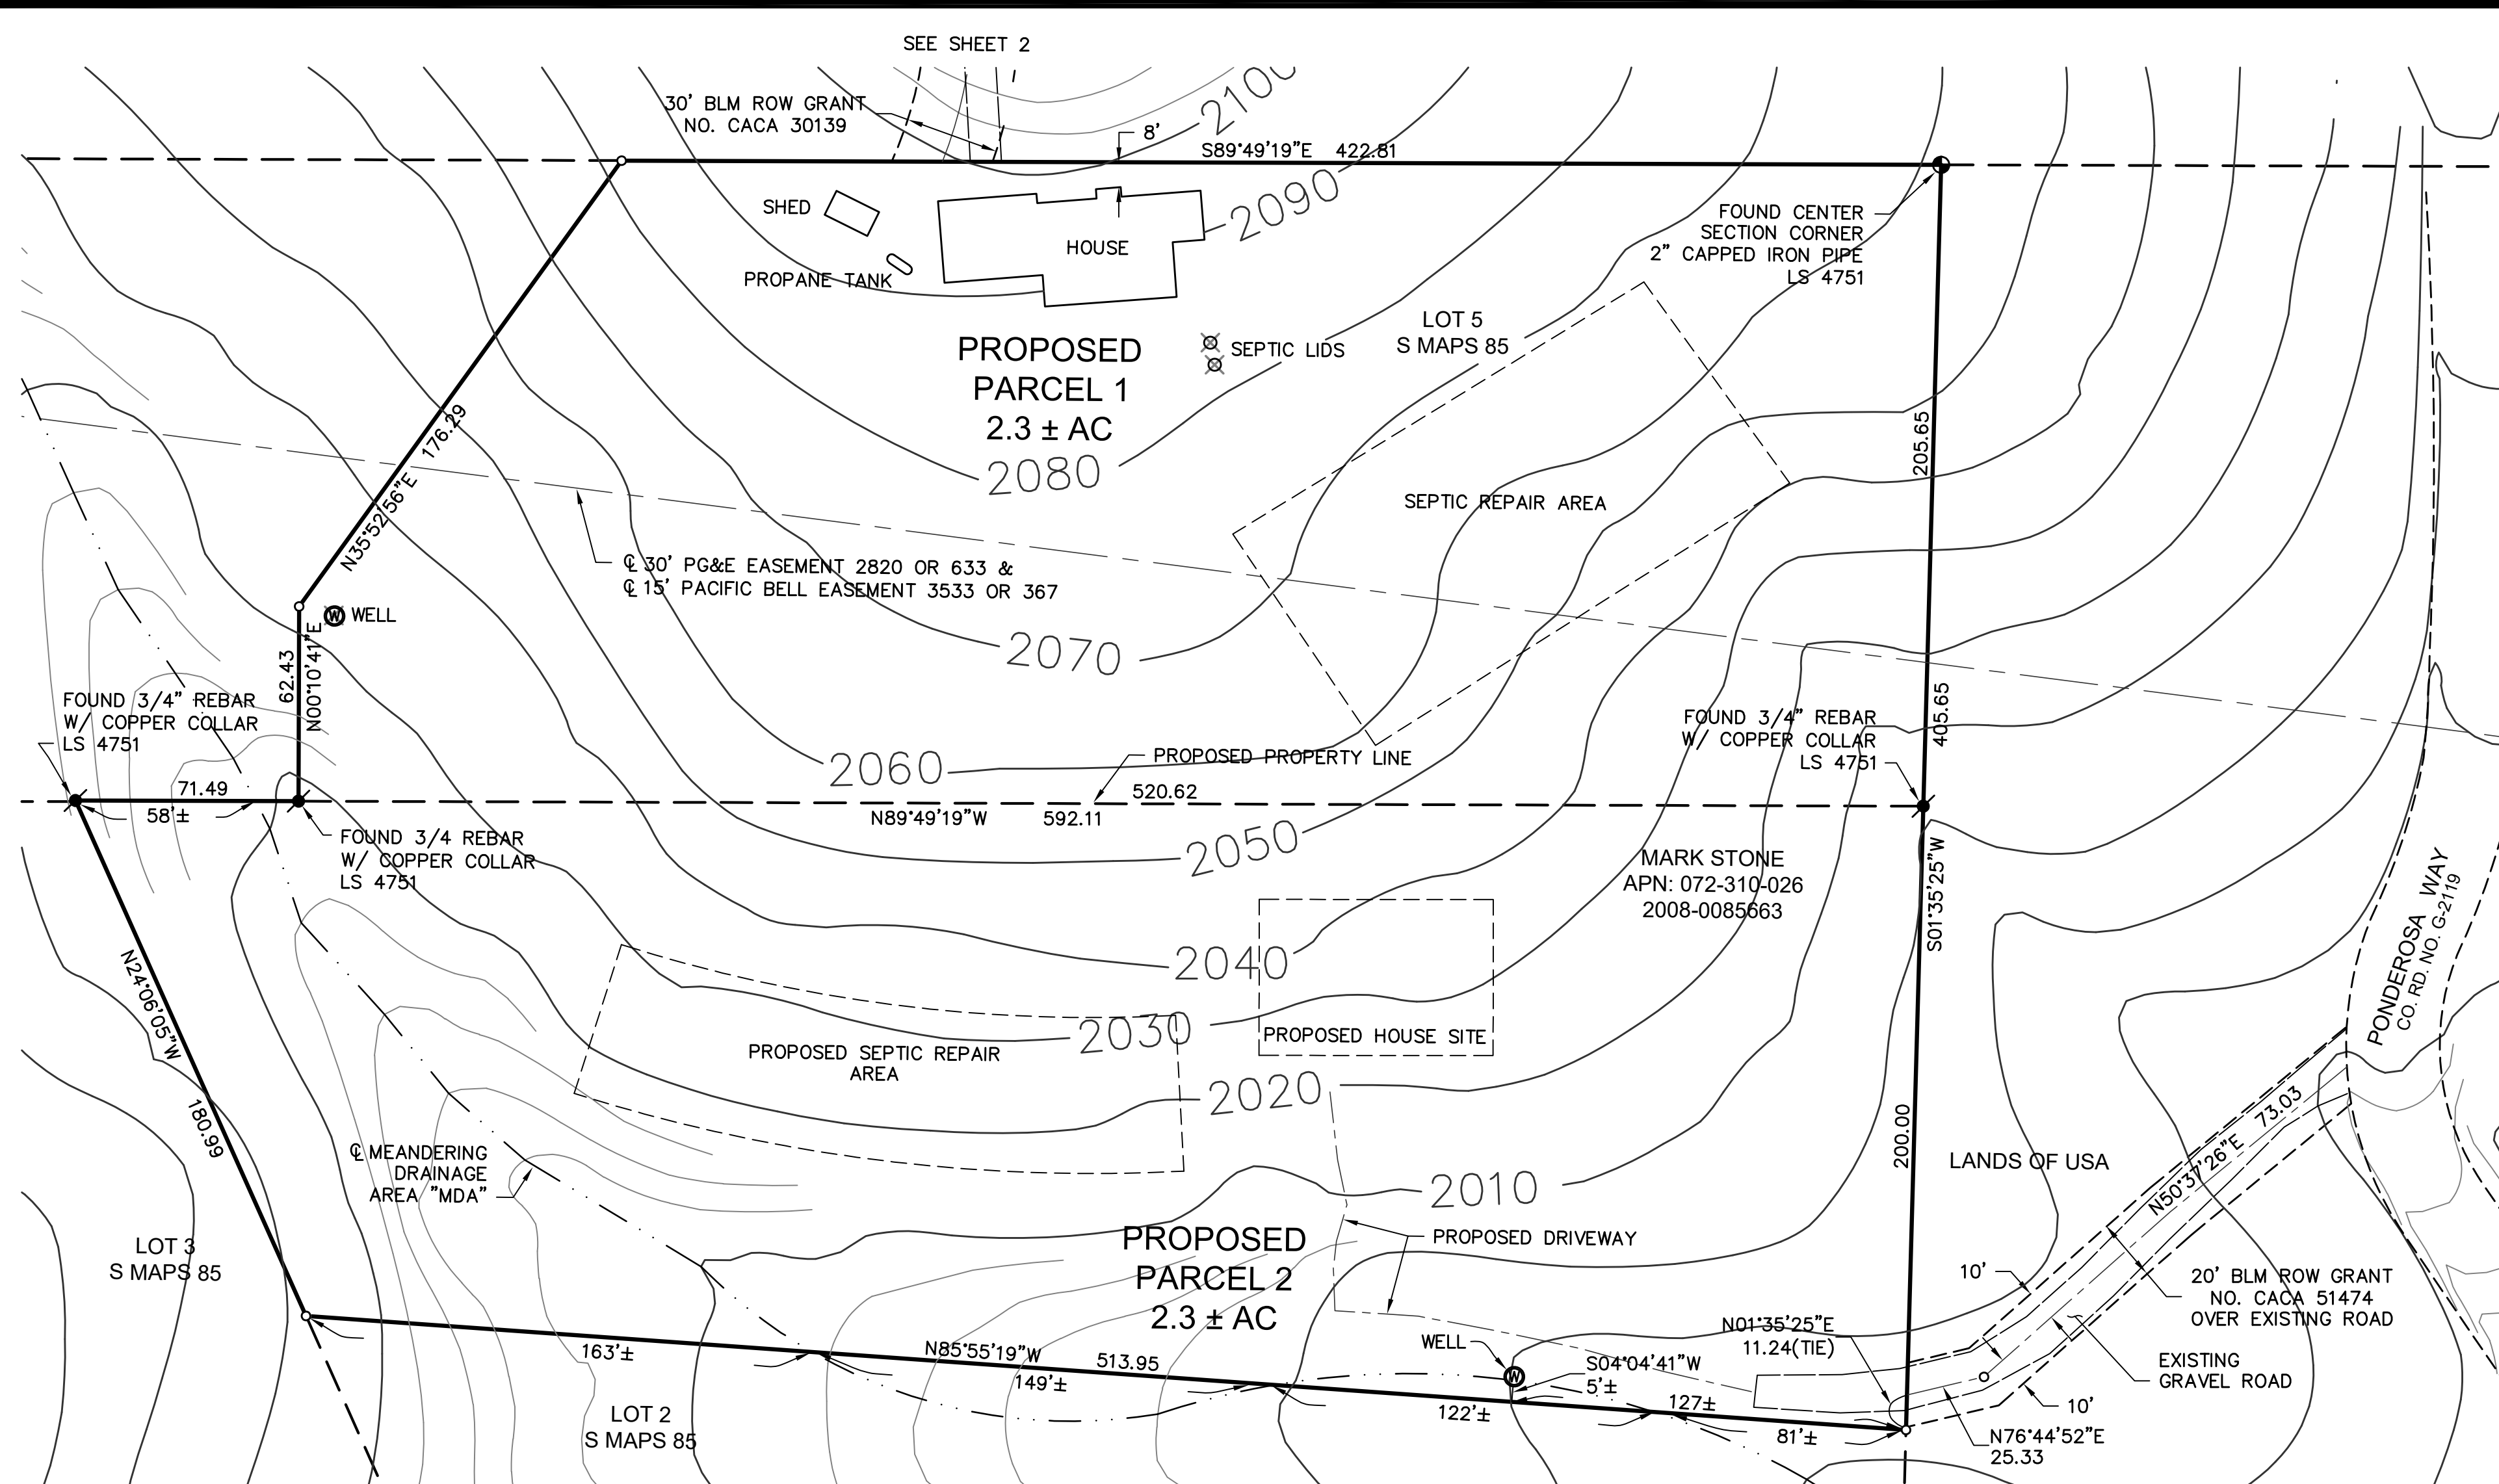 SEE SHEET 2
30' BLM ROW GRANT
NO. CACA 30139
8'
2100
S89°49'19"E 422.81
SHED
HOUSE
2090
PROPANE TANK
FOUND CENTER
SECTION CORNER
2" CAPPED IRON PIPE
LS 4751
LOT 5
S MAPS 85
PROPOSED
PARCEL 1
2.3 ± AC
SEPTIC LIDS
N35°52'56"E 176.29
205.65
2080
SEPTIC REPAIR AREA
℄ 30' PG&E EASEMENT 2820 OR 633 &
℄ 15' PACIFIC BELL EASEMENT 3533 OR 367
WELL
62.43
N00°10'41"E
2070
FOUND 3/4" REBAR
W/ COPPER COLLAR
LS 4751
FOUND 3/4" REBAR
W/ COPPER COLLAR
LS 4751
405.65
PROPOSED PROPERTY LINE
2060
71.49
58'±
520.62
N89°49'19"W 592.11
FOUND 3/4 REBAR
W/ COPPER COLLAR
LS 4751
2050
MARK STONE
APN: 072-310-026
2008-0085663
S01°35'25"W
PONDEROSA WAY
CO. RD. NO. G-2119
N24°06'05"W
180.99
2040
2030
PROPOSED HOUSE SITE
PROPOSED SEPTIC REPAIR
AREA
2020
℄ MEANDERING
DRAINAGE
AREA "MDA"
200.00
LANDS OF USA
N50°37'26"E 73.03
2010
LOT 3
S MAPS 85
PROPOSED
PARCEL 2
2.3 ± AC
PROPOSED DRIVEWAY
10'
20' BLM ROW GRANT
NO. CACA 51474
OVER EXISTING ROAD
N01°35'25"E
11.24(TIE)
WELL
163'±
N85°55'19"W 513.95
149'±
S04°04'41"W
5'±
EXISTING
GRAVEL ROAD
127±
122'±
81'±
10'
LOT 2
S MAPS 85
N76°44'52"E
25.33